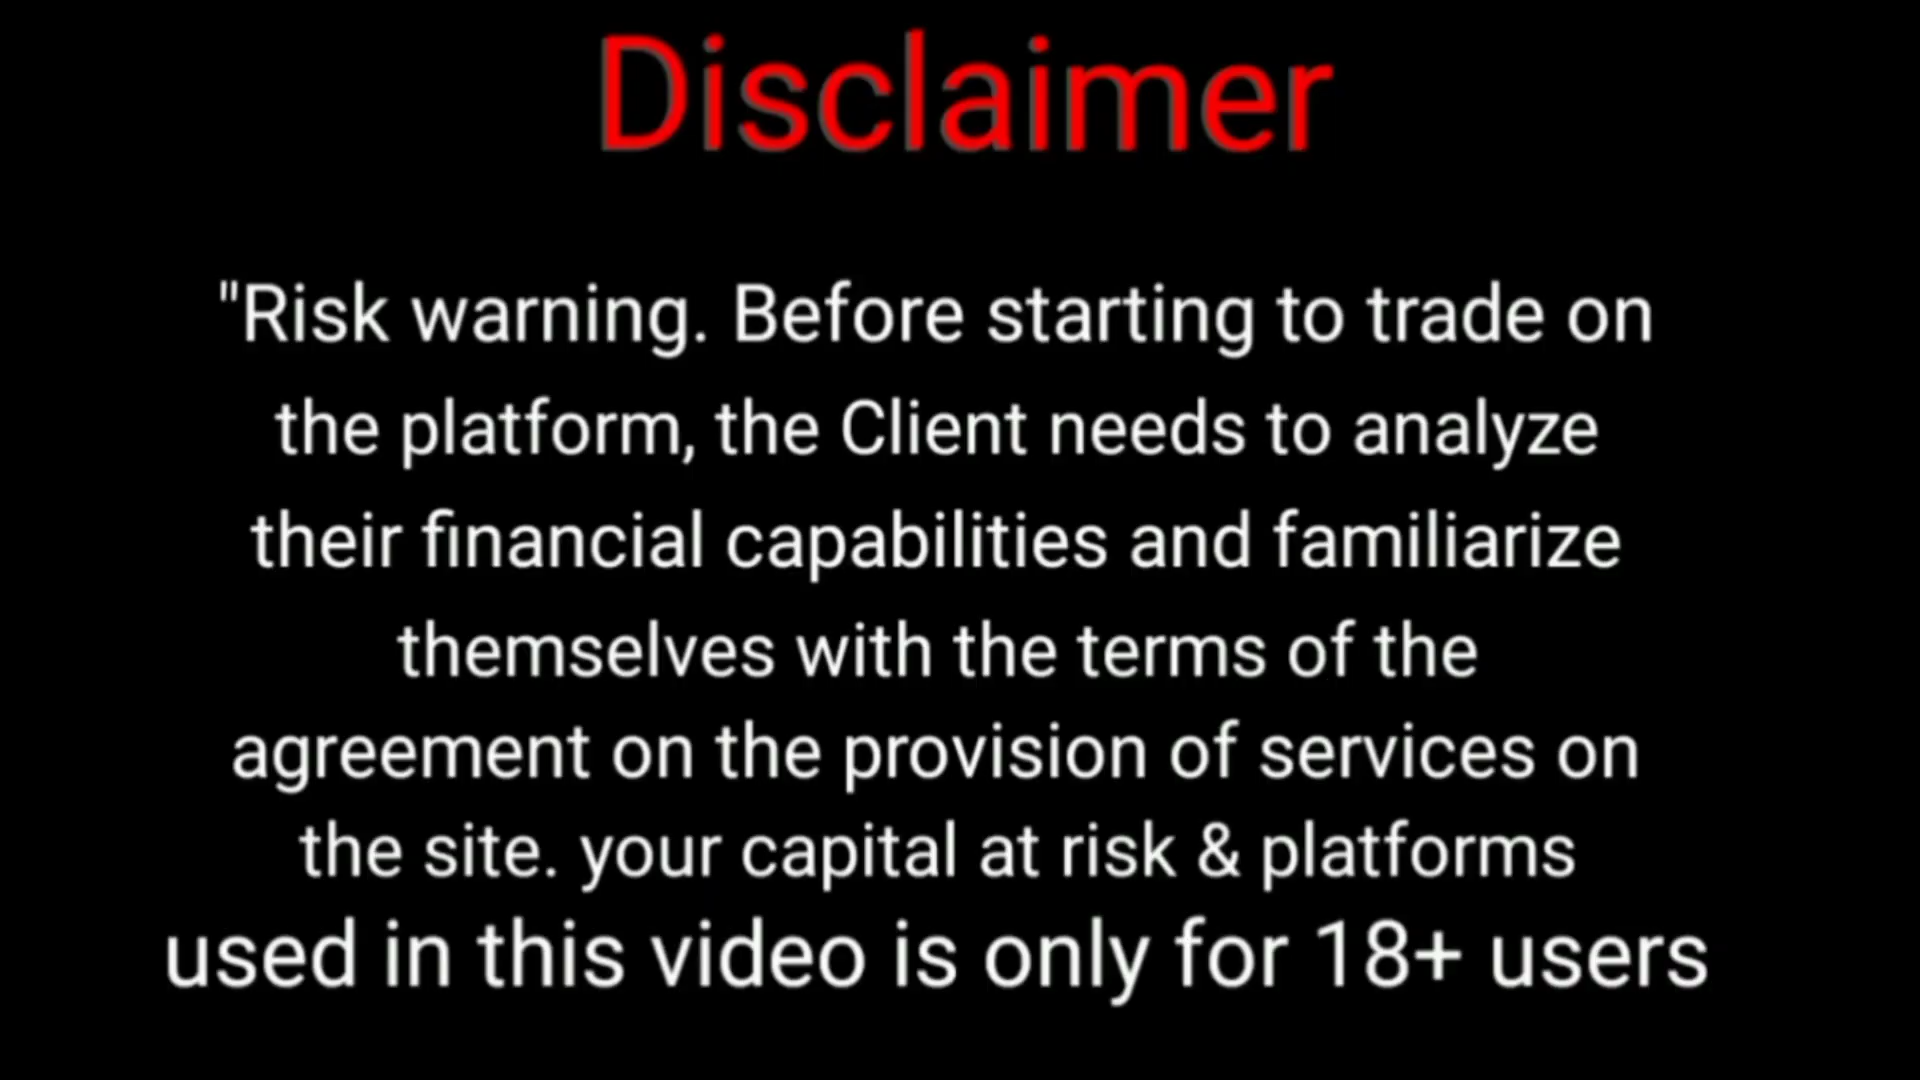 Disclaimer
"Risk warning. Before starting to trade on
the platform, the Client needs to analyze
their financial capabilities and familiarize
themselves with the terms of the
agreement on the provision of services on
the site. your capital at risk & platforms
used in this video is only for 18+ users